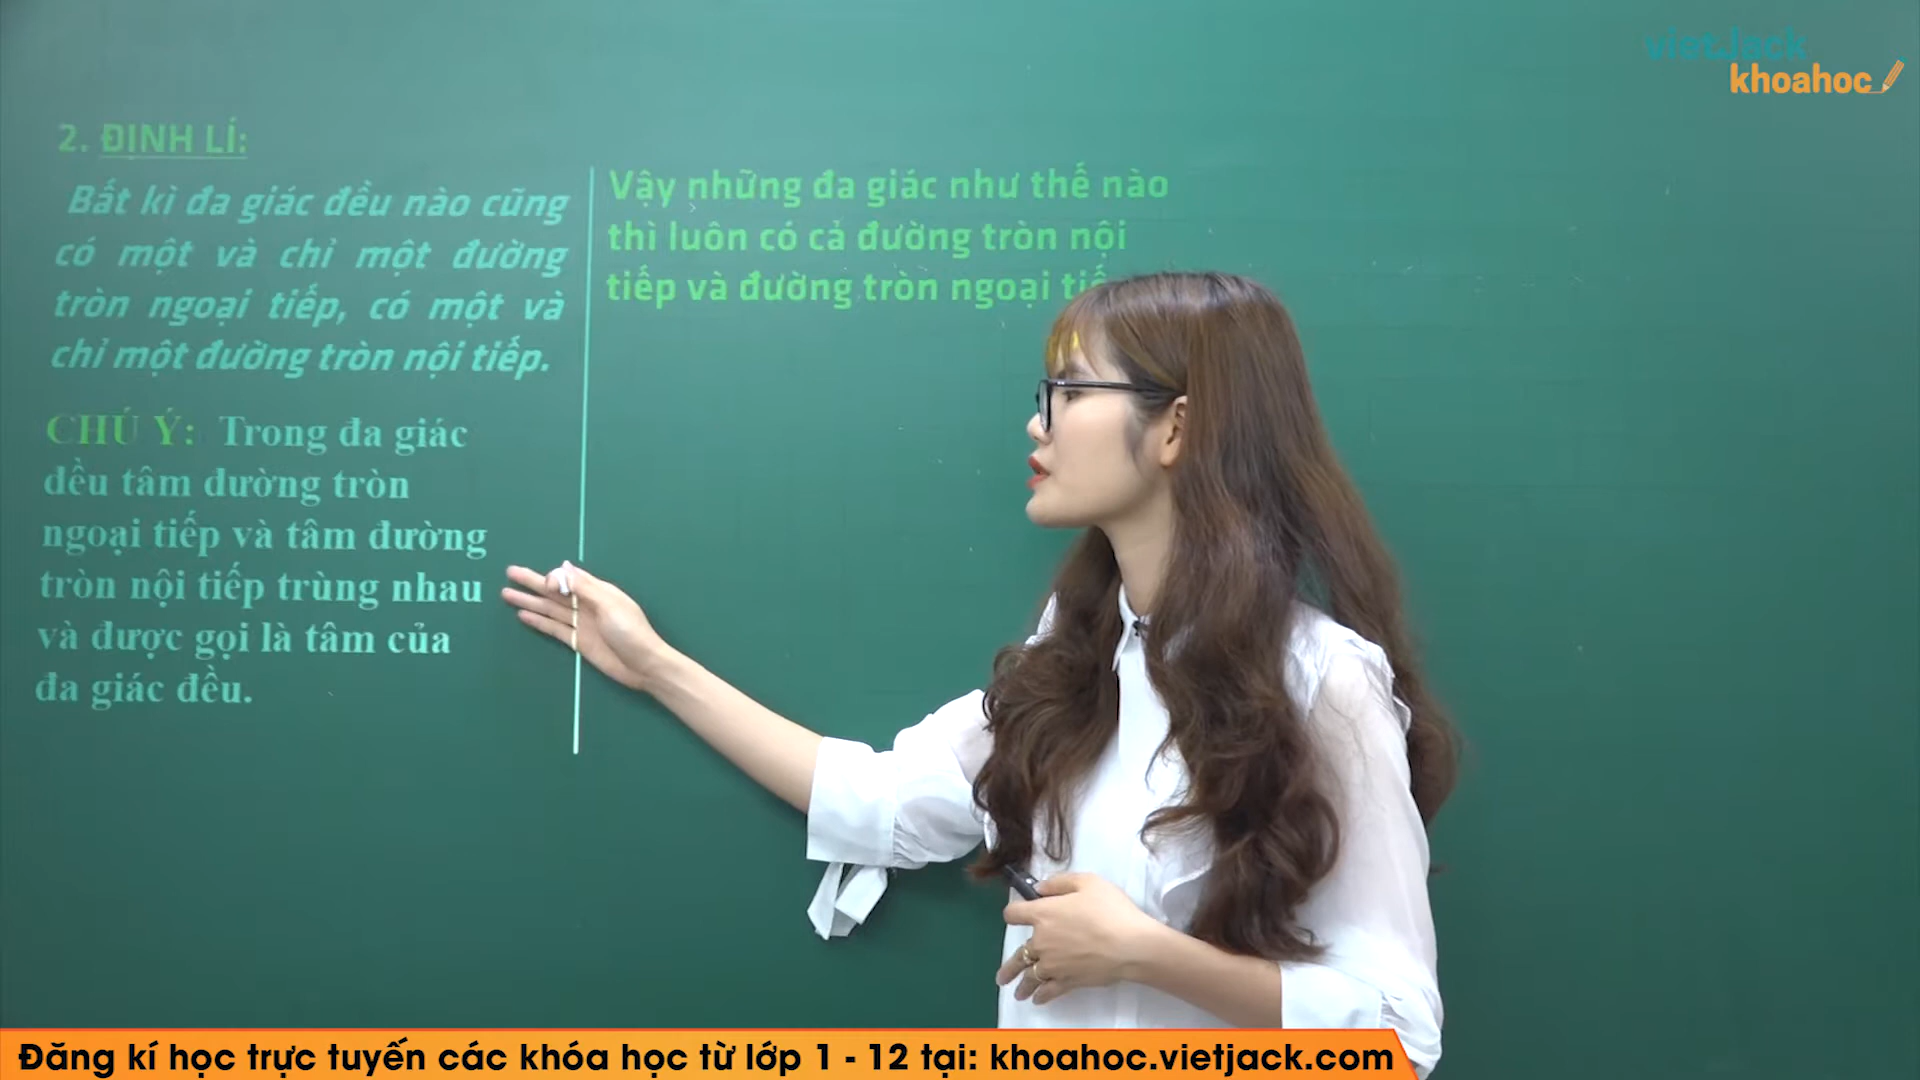 vietJack
khoahoc
2. ĐỊNH LÍ:
Bất kì đa giác đều nào cũng
có một và chỉ một đường
tròn ngoại tiếp, có một và
chỉ một đường tròn nội tiếp.
CHÚ Ý: Trong đa giác
đều tâm đường tròn
ngoại tiếp và tâm đường
tròn nội tiếp trùng nhau
và được gọi là tâm của
đa giác đều.
Vậy những đa giác như thế nào
thì luôn có cả đường tròn nội
tiếp và đường tròn ngoại
Đăng kí học trực tuyến các khóa học từ lớp 1 - 12 tại: khoahoc.vietjack.com